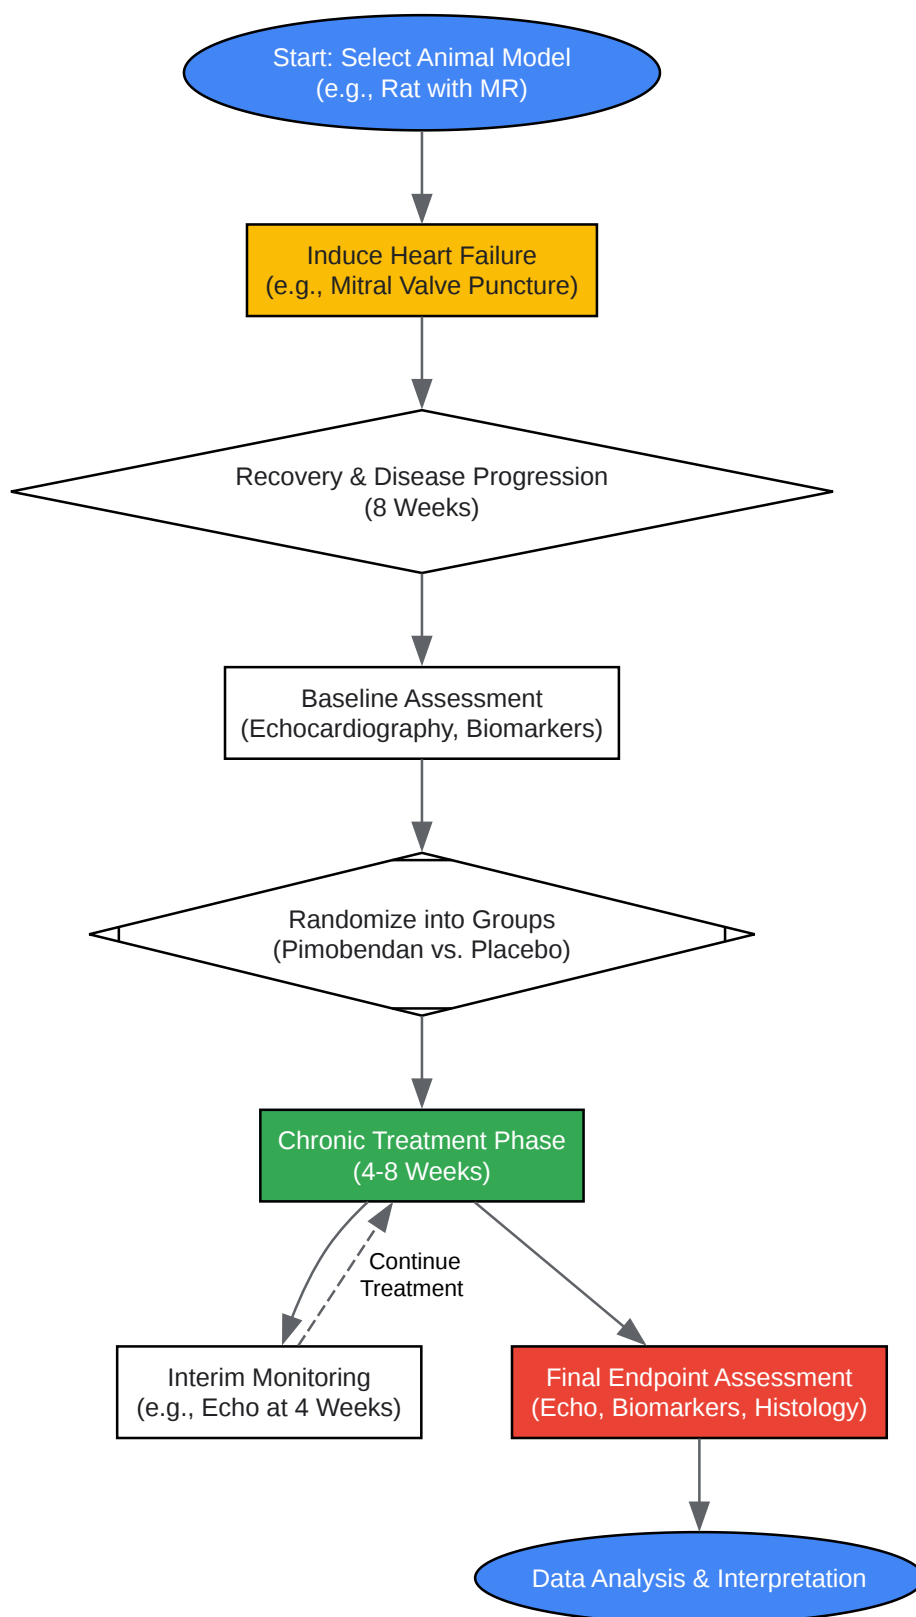 Start: Select Animal Model
(e.g., Rat with MR)
Induce Heart Failure
(e.g., Mitral Valve Puncture)
Recovery & Disease Progression
(8 Weeks)
Baseline Assessment
(Echocardiography, Biomarkers)
Randomize into Groups
(Pimobendan vs. Placebo)
Chronic Treatment Phase
(4-8 Weeks)
Continue
Treatment
Interim Monitoring
(e.g., Echo at 4 Weeks)
Final Endpoint Assessment
(Echo, Biomarkers, Histology)
Data Analysis & Interpretation